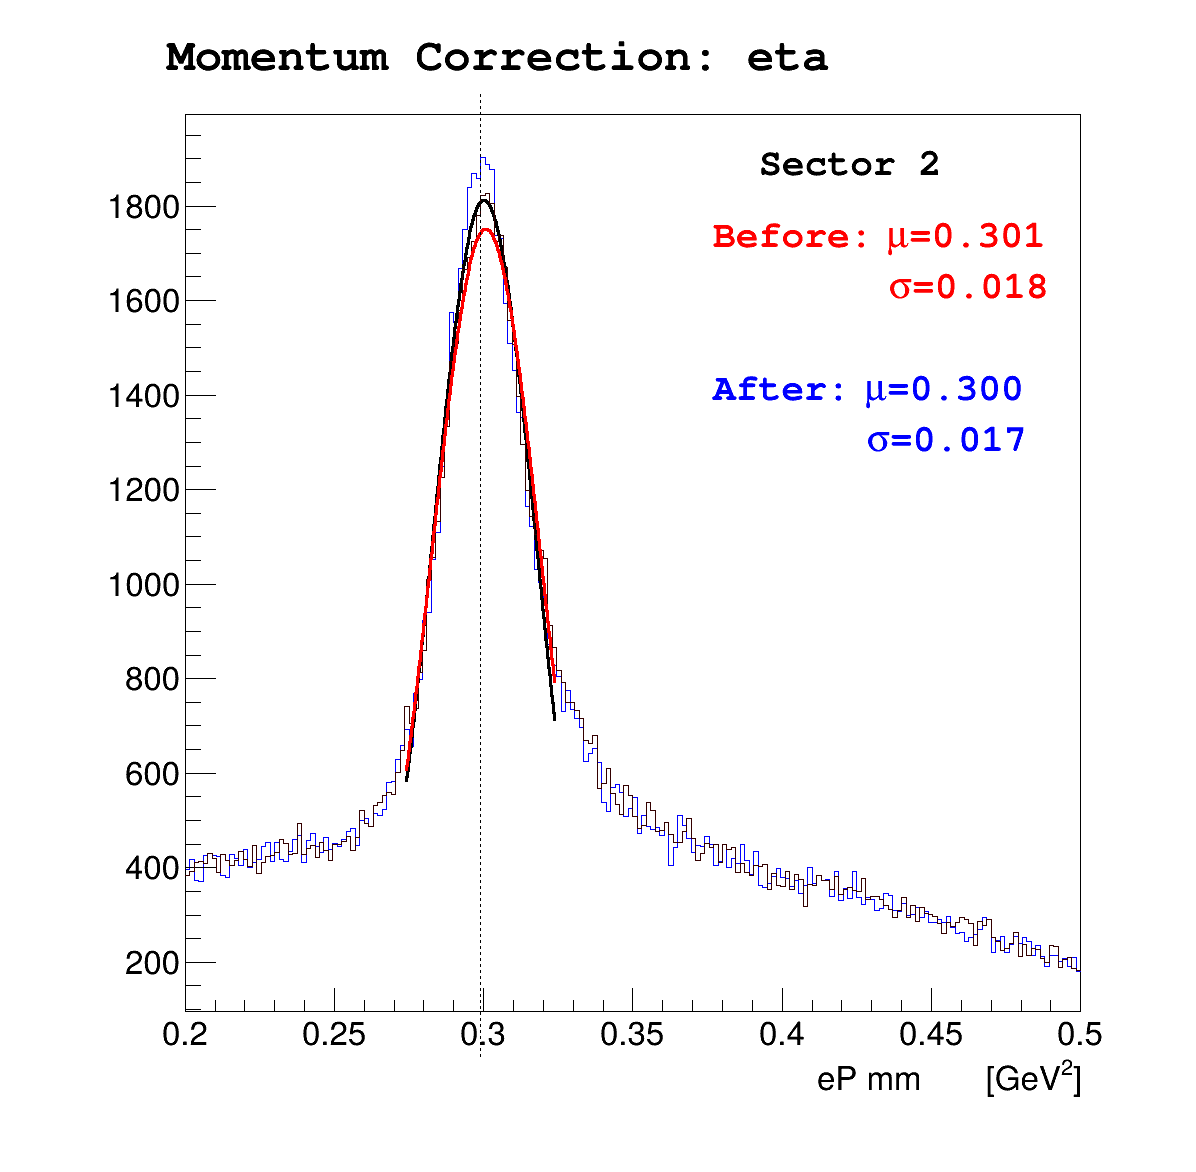 Momentum Correction: eta
Sector 2
Before: μ=0.301
σ=0.018
After: μ=0.300
σ=0.017
1800
1600
1400
1200
1000
800
600
400
200
0.2 0.25 0.3 0.35 0.4 0.45 0.5
eP mm [GeV²]